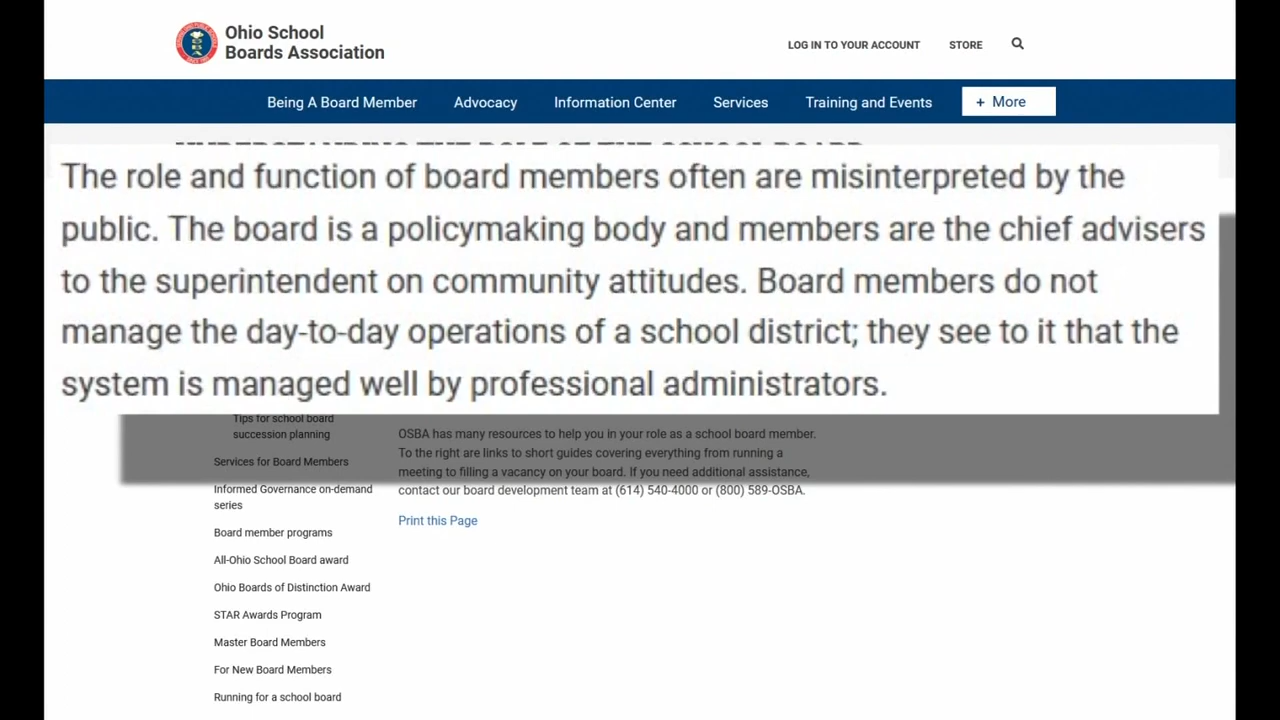 Ohio School
Boards Association
LOG IN TO YOUR ACCOUNT
STORE
Being A Board Member
Advocacy
Information Center
Services
Training and Events
+ More
UNDERSTANDING THE ROLE OF THE SCHOOL BOARD
The role and function of board members often are misinterpreted by the
public. The board is a policymaking body and members are the chief advisers
to the superintendent on community attitudes. Board members do not
manage the day-to-day operations of a school district; they see to it that the
system is managed well by professional administrators.
Tips for school board
succession planning
Services for Board Members
Informed Governance on-demand
series
Board member programs
All-Ohio School Board award
Ohio Boards of Distinction Award
STAR Awards Program
Master Board Members
For New Board Members
Running for a school board
OSBA has many resources to help you in your role as a school board member.
To the right are links to short guides covering everything from running a
meeting to filling a vacancy on your board. If you need additional assistance,
contact our board development team at (614) 540-4000 or (800) 589-OSBA.
Print this Page